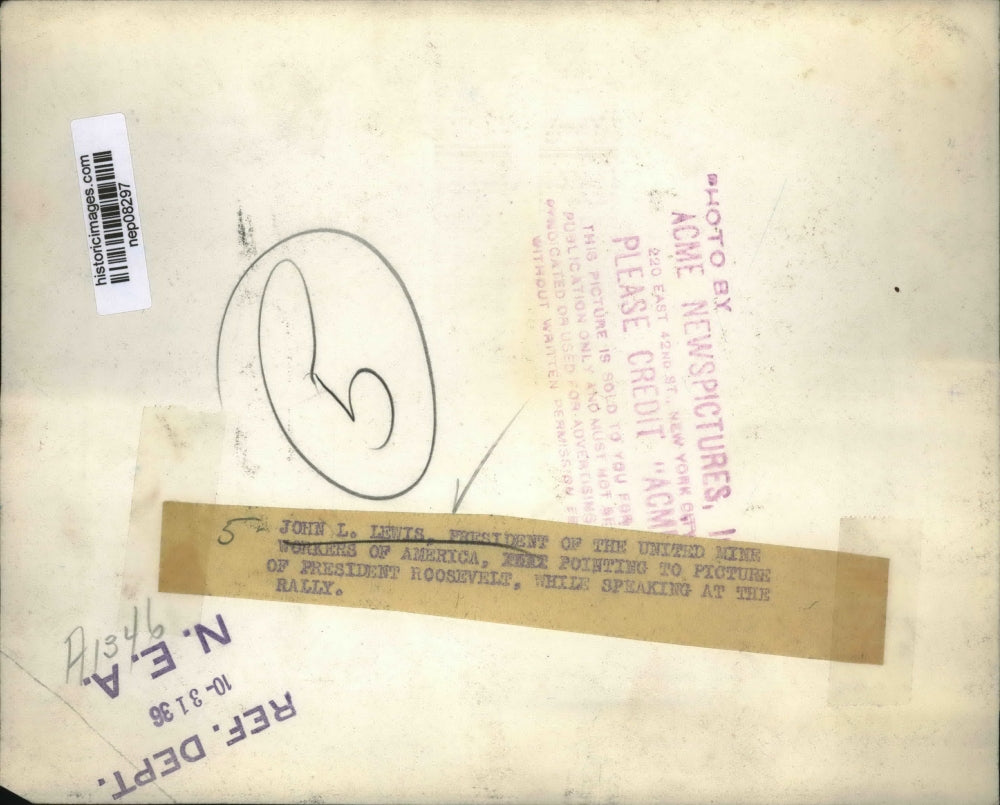 historicimages.com
nep08297
PHOTO BY
ACME NEWSPICTURES, I
220 EAST 42ND ST., NEW YORK CITY
PLEASE CREDIT "ACM
THIS PICTURE IS SOLD TO YOU FOR
PUBLICATION ONLY AND MUST NOT BE
SYNDICATED OR USED FOR ADVERTISING
WITHOUT WRITTEN PERMISSION
5
5-
JOHN L. LEWIS, PRESIDENT OF THE UNITED MINE
WORKERS OF AMERICA, POINTING TO PICTURE
OF PRESIDENT ROOSEVELT, WHILE SPEAKING AT THE
RALLY.
A1346
REF. DEPT.
10-31 36
N. E. A.